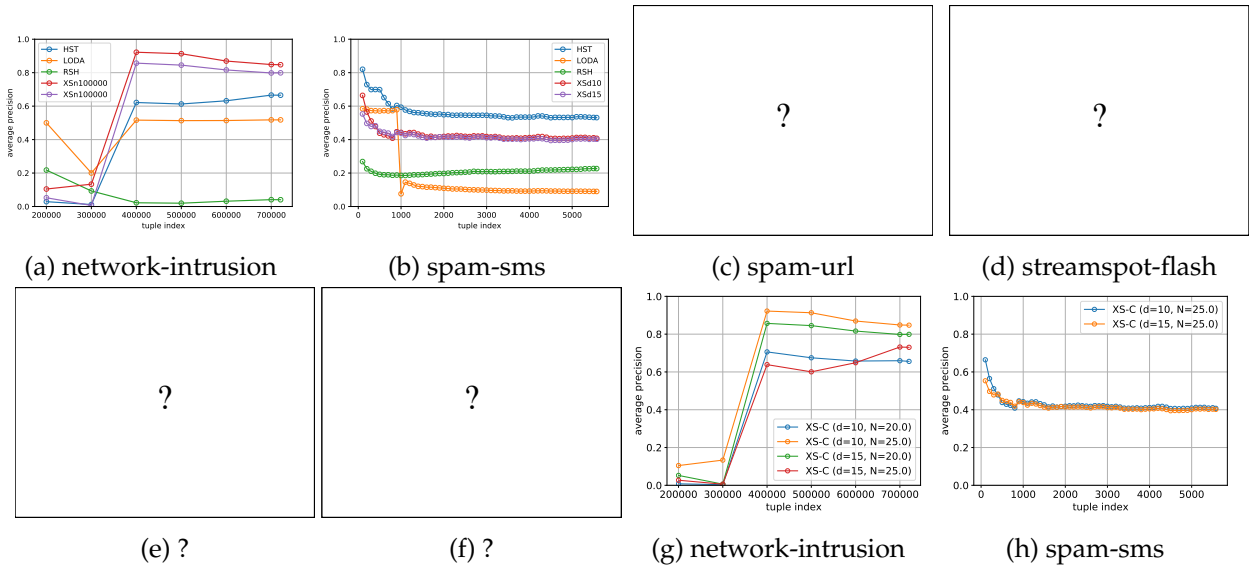 1.0
0.8
0.6
0.4
0.2
0.0
average precision
HST
LODA
RSH
XSn100000
XSn100000
200000 300000 400000 500000 600000 700000
tuple index
(a) network-intrusion
1.0
0.8
0.6
0.4
0.2
0.0
average precision
HST
LODA
RSH
XSd10
XSd15
0 1000 2000 3000 4000 5000
tuple index
(b) spam-sms
?
(c) spam-url
?
(d) streamspot-flash
?
(e) ?
?
(f) ?
1.0
0.8
0.6
0.4
0.2
0.0
average precision
XS-C (d=10, N=20.0)
XS-C (d=10, N=25.0)
XS-C (d=15, N=20.0)
XS-C (d=15, N=25.0)
200000 300000 400000 500000 600000 700000
tuple index
(g) network-intrusion
1.0
0.8
0.6
0.4
0.2
0.0
average precision
XS-C (d=10, N=25.0)
XS-C (d=15, N=25.0)
0 1000 2000 3000 4000 5000
tuple index
(h) spam-sms